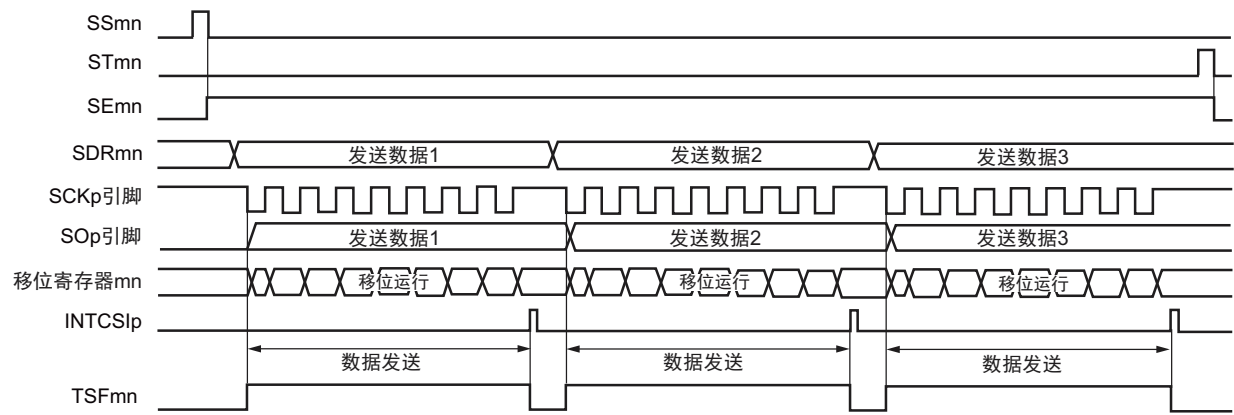 SSmn
STmn
SEmn
SDRmn 发送数据1 发送数据2 发送数据3
SCKp引脚
SOp引脚 发送数据1 发送数据2 发送数据3
移位寄存器mn 移位运行 移位运行 移位运行
INTCSIp
数据发送 数据发送 数据发送
TSFmn